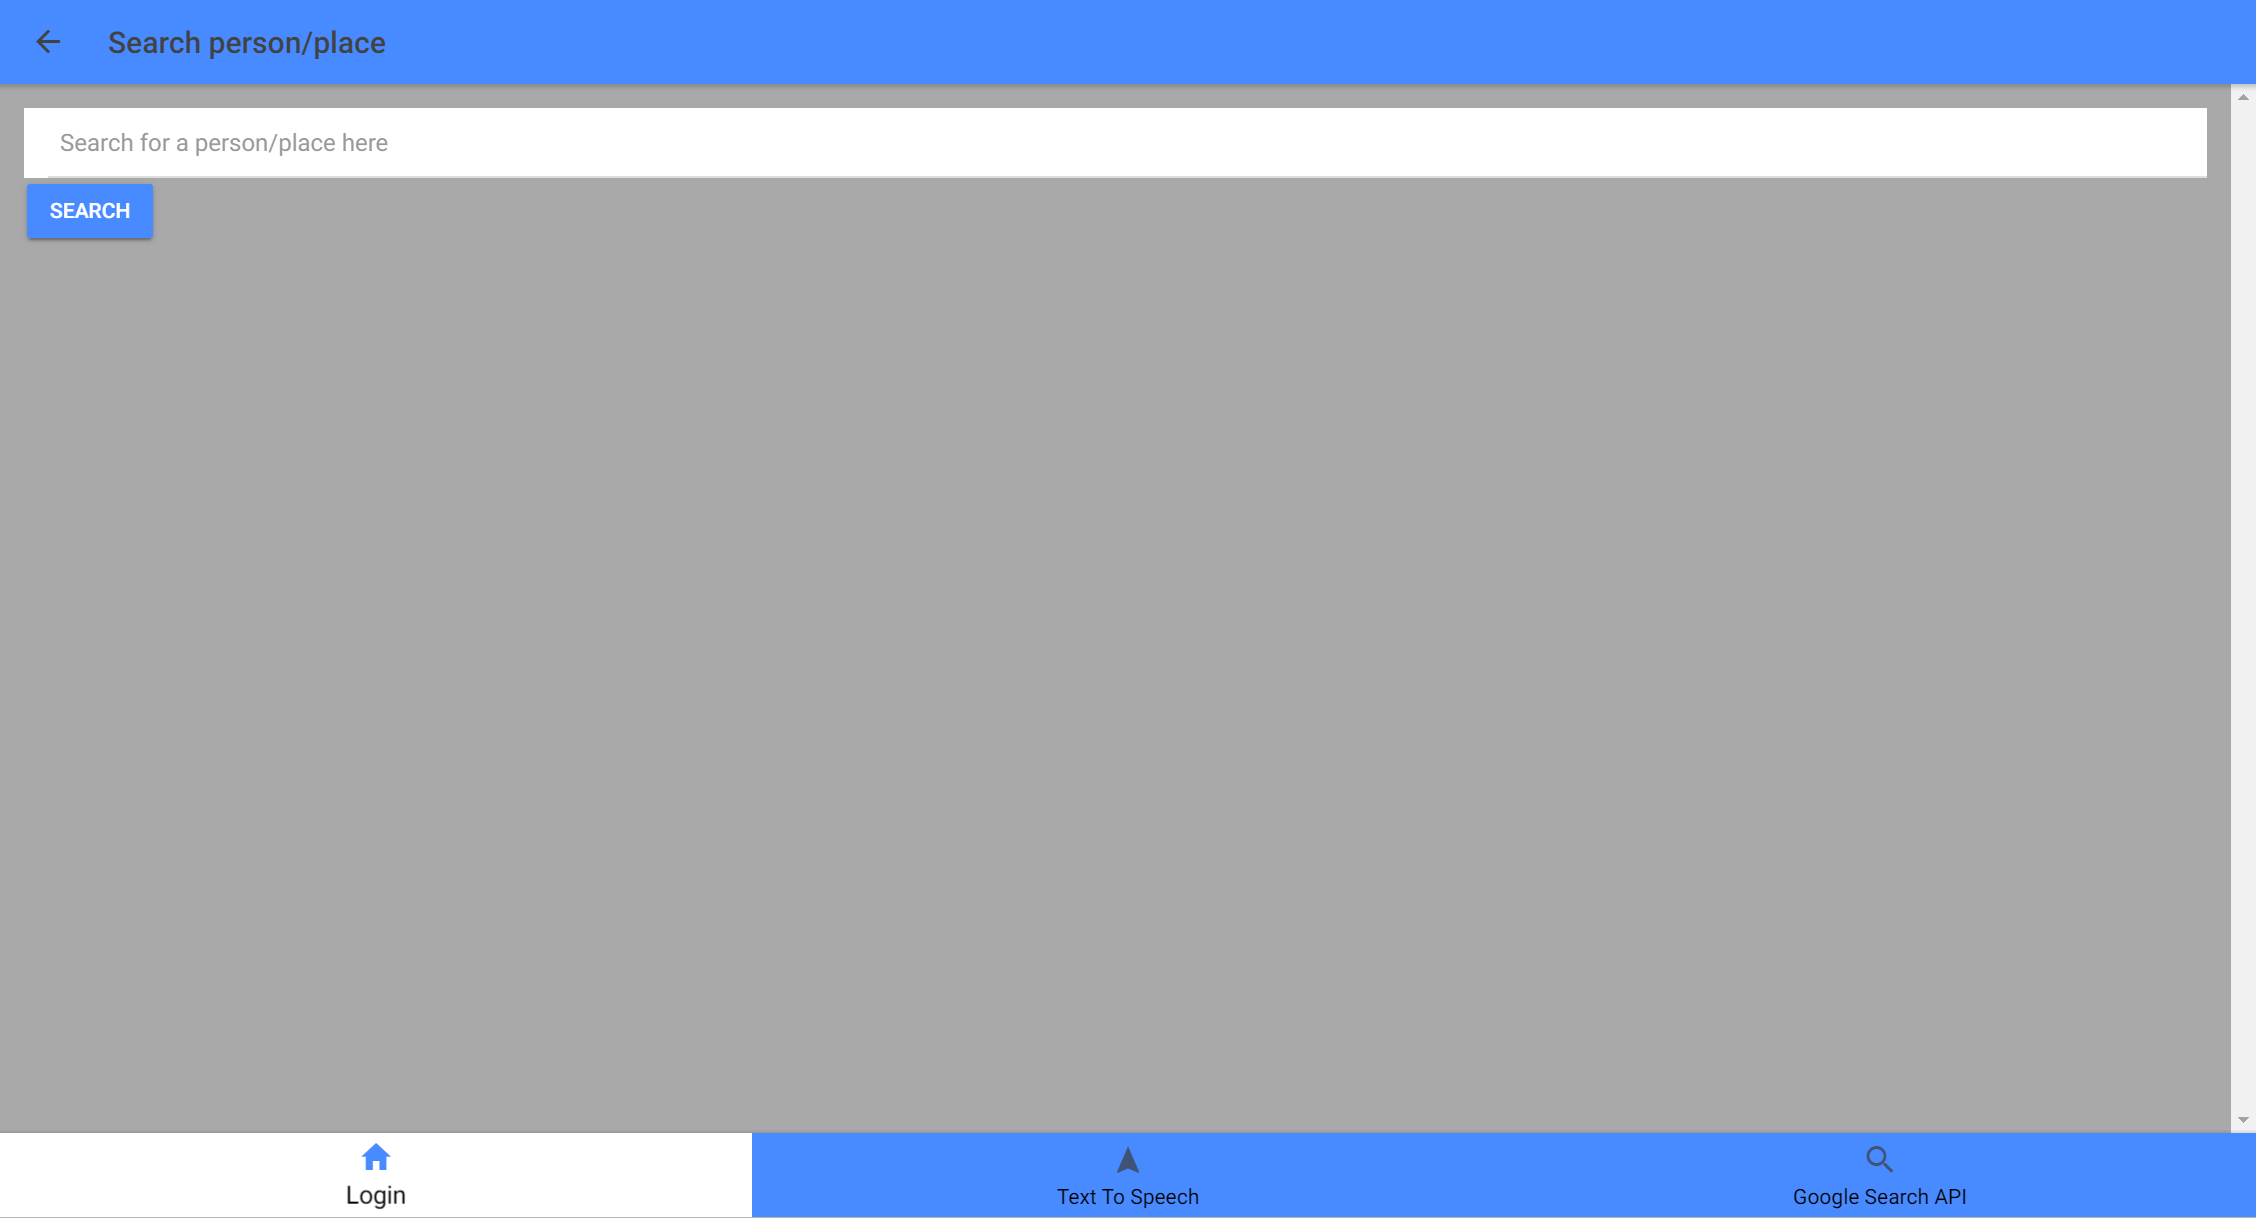 Search person/place
Search for a person/place here
SEARCH
Login
Text To Speech
Google Search API